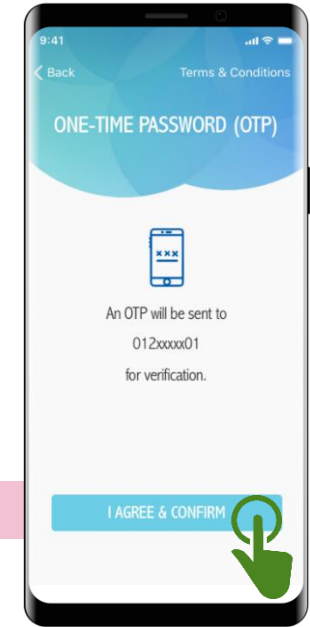 9:41
Back
Terms & Conditions
ONE-TIME PASSWORD (OTP)
xxx
An OTP will be sent to
012xxxxx01
for verification.
I AGREE & CONFIRM